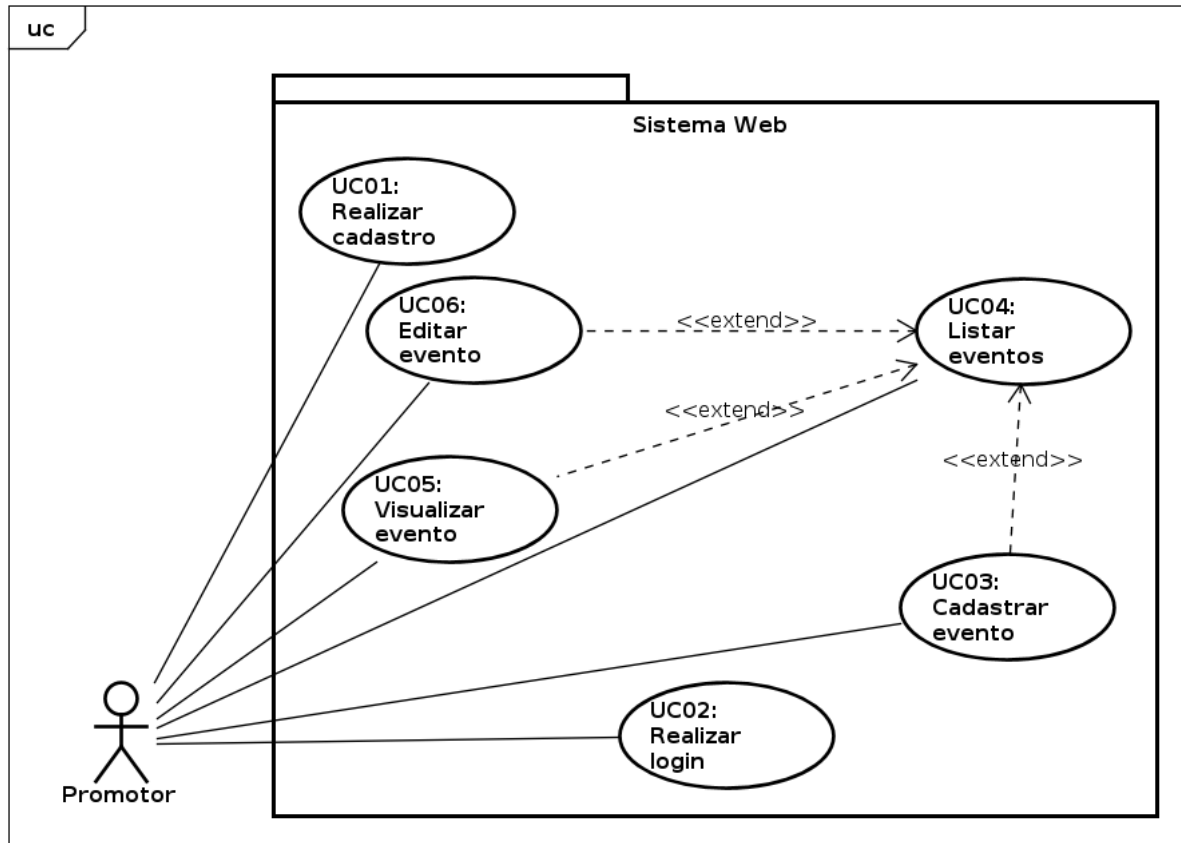 uc
Sistema Web
UC01:
Realizar
cadastro
UC06:
Editar
evento
<<extend>>
UC04:
Listar
eventos
<<extend>>
UC05:
Visualizar
evento
<<extend>>
UC03:
Cadastrar
evento
UC02:
Realizar
login
Promotor